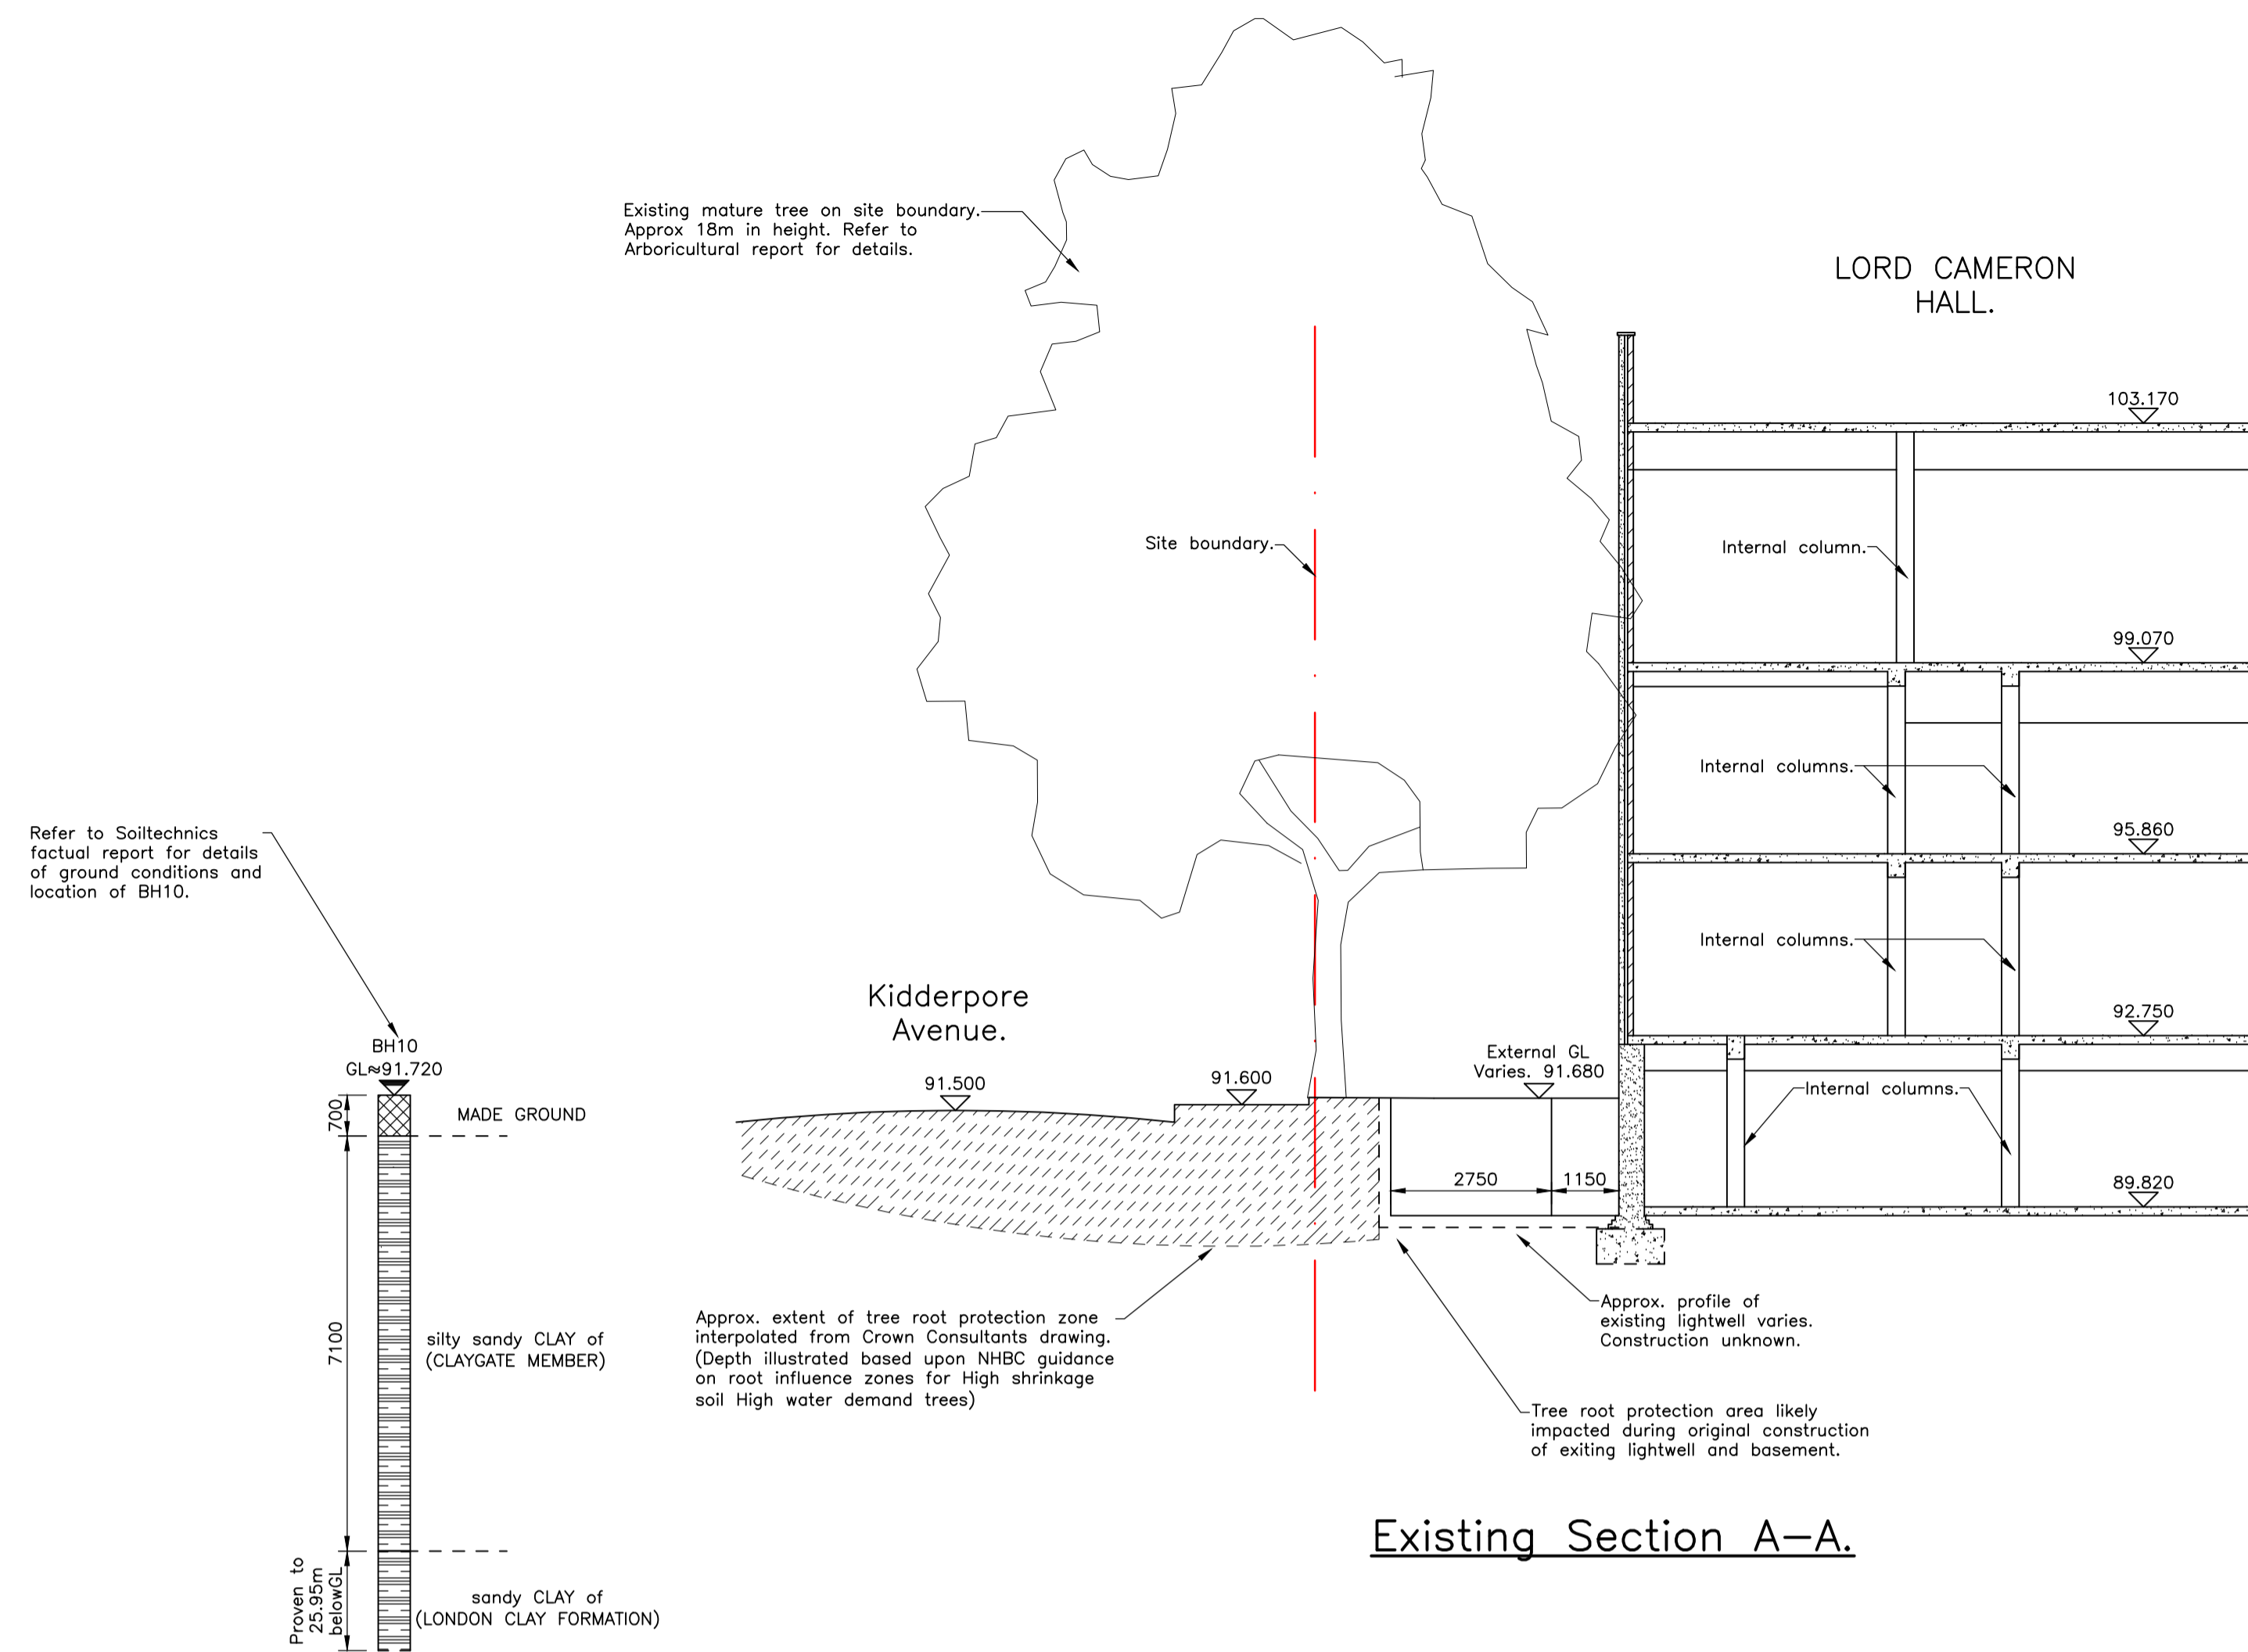 Existing mature tree on site boundary.
Approx 18m in height. Refer to
Arboricultural report for details.
LORD CAMERON
HALL.
103.170
Site boundary.
Internal column.
99.070
Internal columns.
95.860
Internal columns.
92.750
Refer to Soiltechnics
factual report for details
of ground conditions and
location of BH10.
Kidderpore
Avenue.
BH10
GL≈91.720
91.500
91.600
External GL
Varies. 91.680
Internal columns.
700
MADE GROUND
2750
1150
89.820
7100
silty sandy CLAY of
(CLAYGATE MEMBER)
Approx. extent of tree root protection zone
interpolated from Crown Consultants drawing.
(Depth illustrated based upon NHBC guidance
on root influence zones for High shrinkage
soil High water demand trees)
Approx. profile of
existing lightwell varies.
Construction unknown.
Tree root protection area likely
impacted during original construction
of exiting lightwell and basement.
Existing Section A–A.
Proven to
25.95m
belowGL
sandy CLAY of
(LONDON CLAY FORMATION)